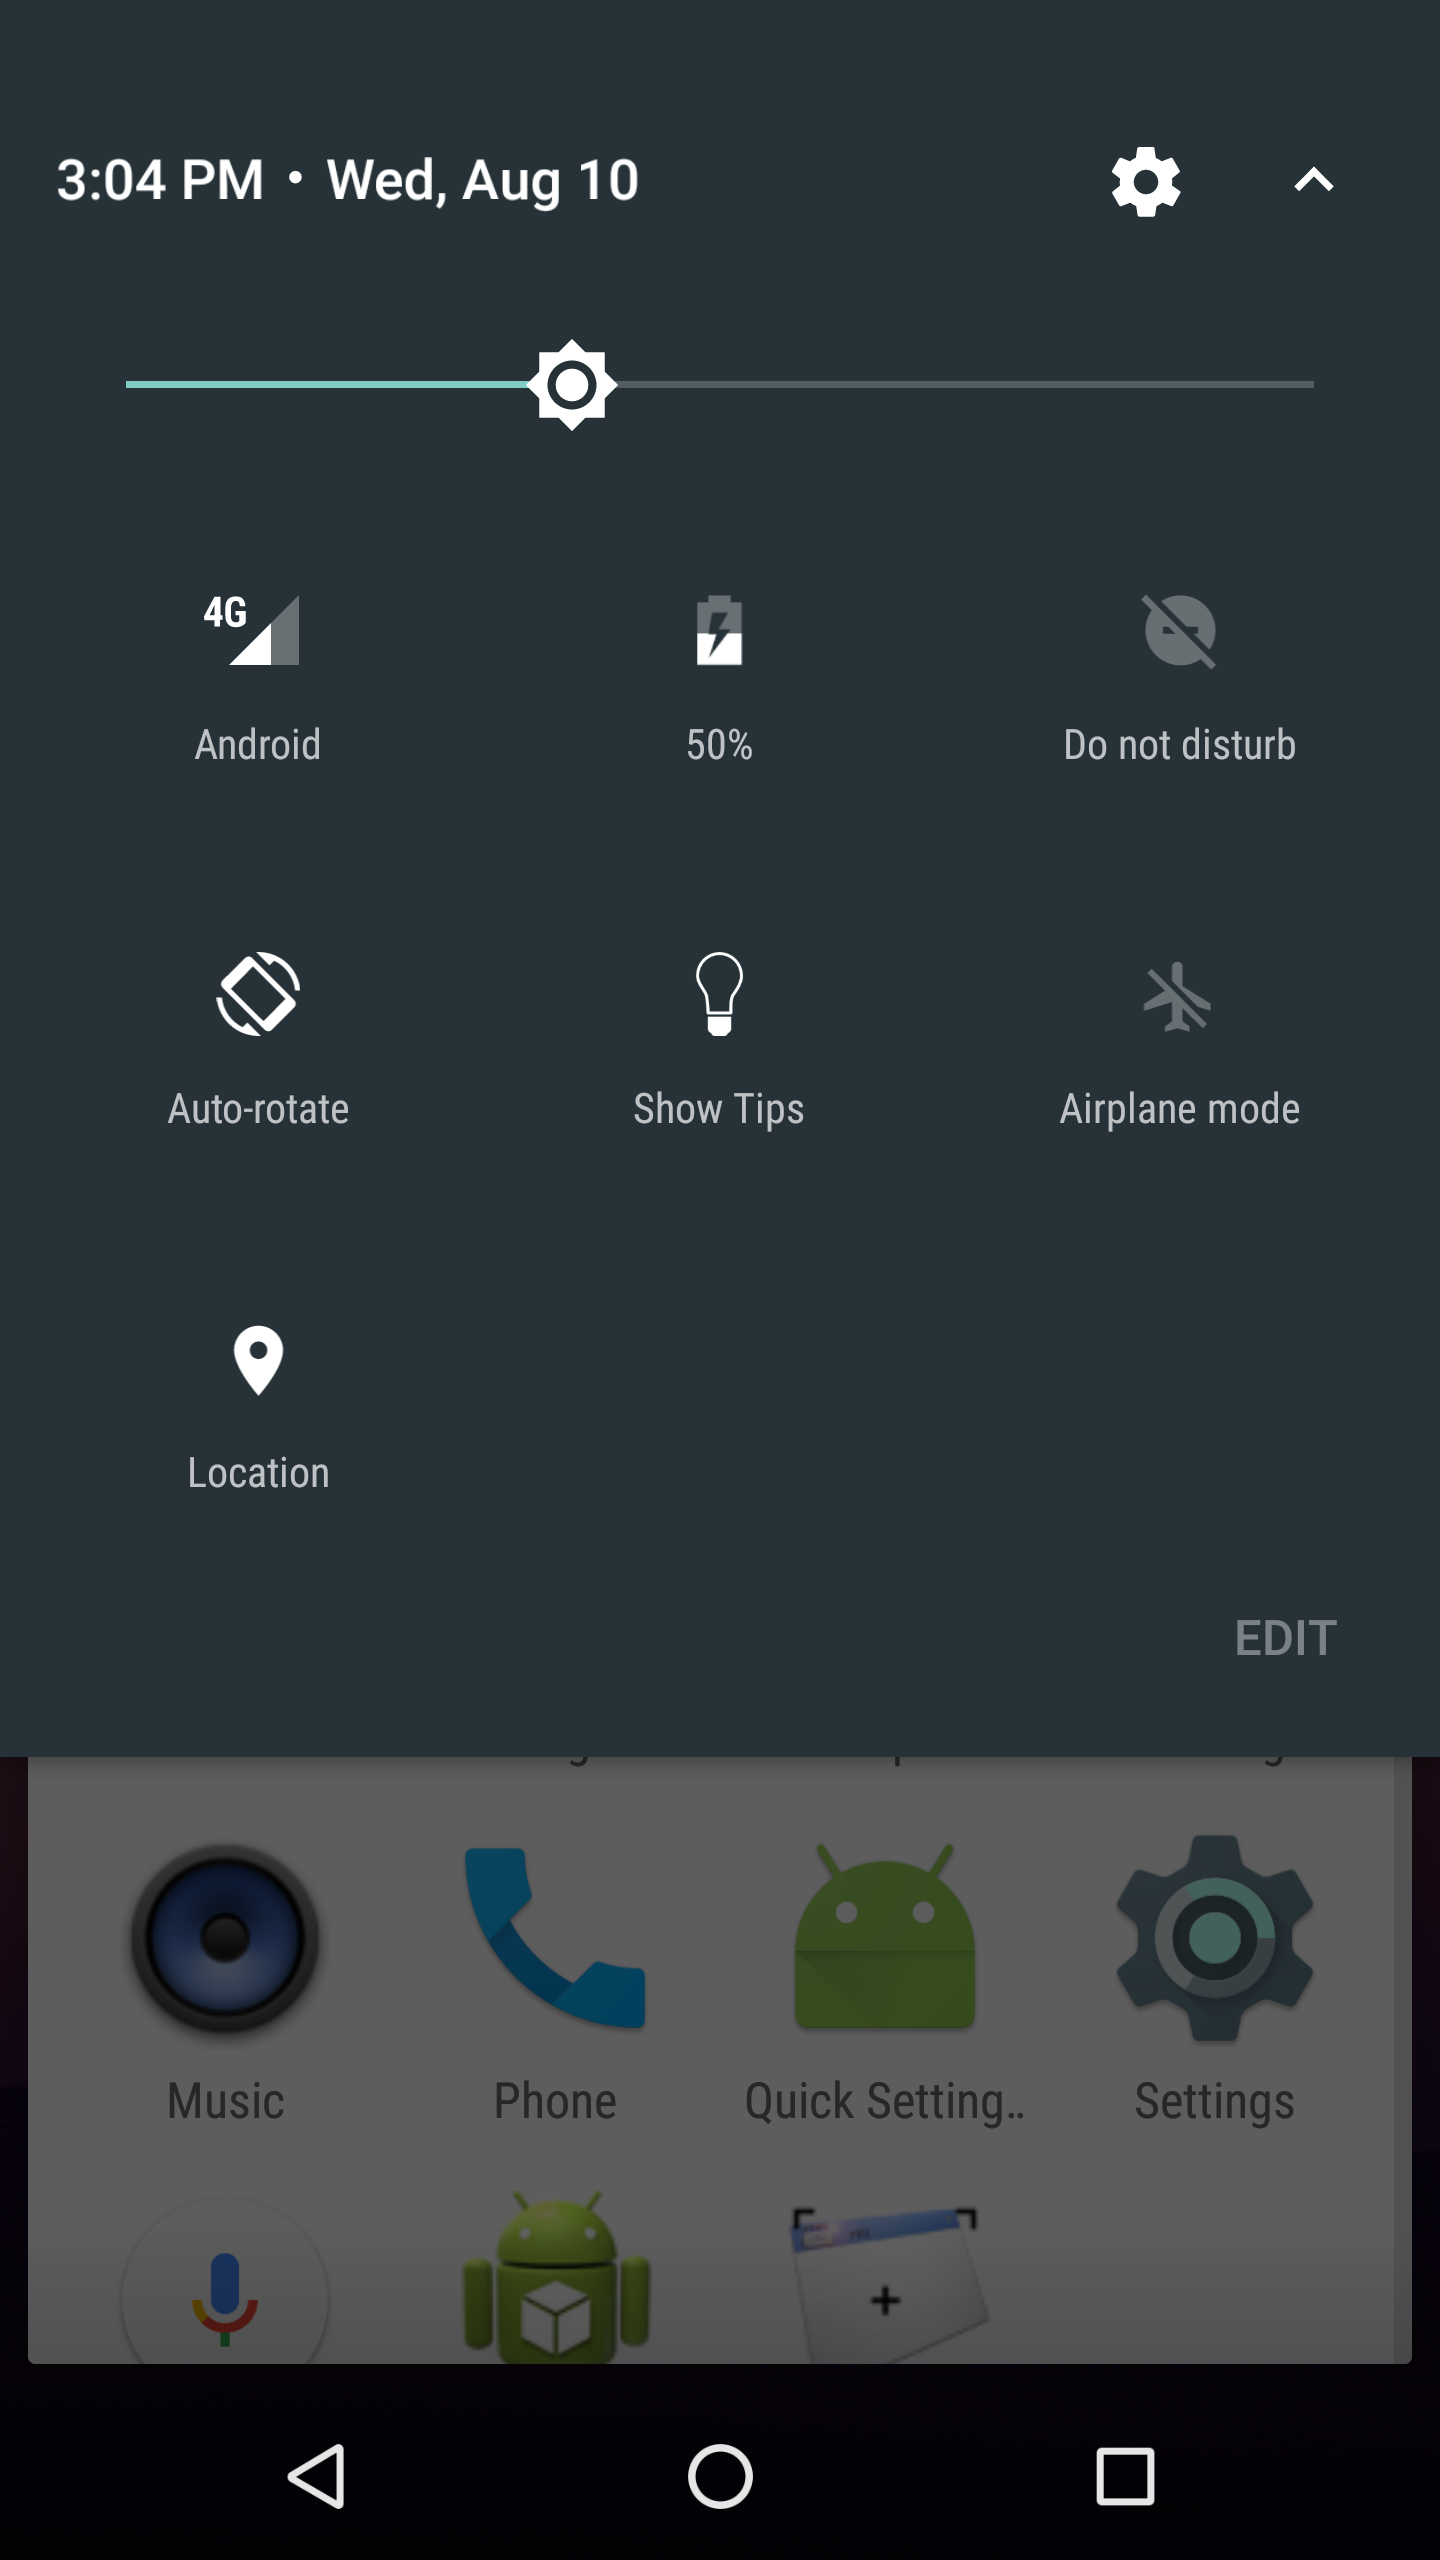 3:04 PM • Wed, Aug 10
4G
Android
50%
Do not disturb
Auto-rotate
Show Tips
Airplane mode
Location
EDIT
Music
Phone
Quick Setting..
Settings